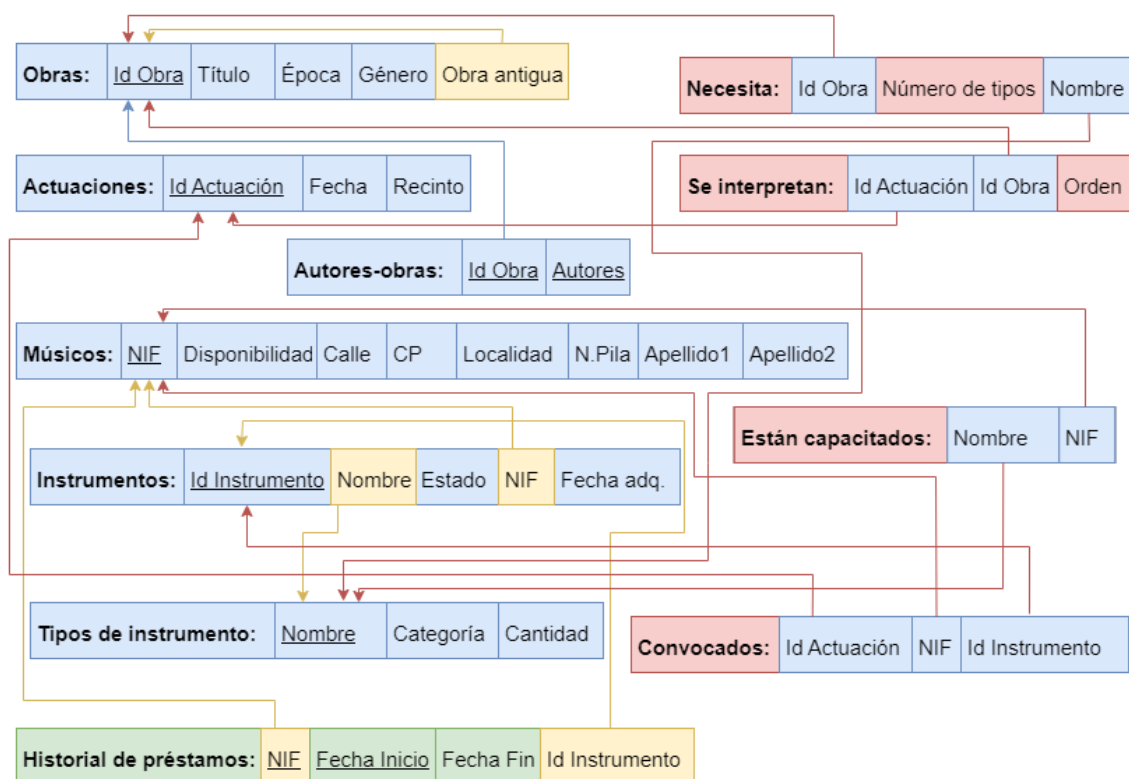 Obras: Id Obra Título Época Género Obra antigua
Necesita: Id Obra Número de tipos Nombre
Actuaciones: Id Actuación Fecha Recinto
Se interpretan: Id Actuación Id Obra Orden
Autores-obras: Id Obra Autores
Músicos: NIF Disponibilidad Calle CP Localidad N.Pila Apellido1 Apellido2
Están capacitados: Nombre NIF
Instrumentos: Id Instrumento Nombre Estado NIF Fecha adq.
Tipos de instrumento: Nombre Categoría Cantidad
Convocados: Id Actuación NIF Id Instrumento
Historial de préstamos: NIF Fecha Inicio Fecha Fin Id Instrumento